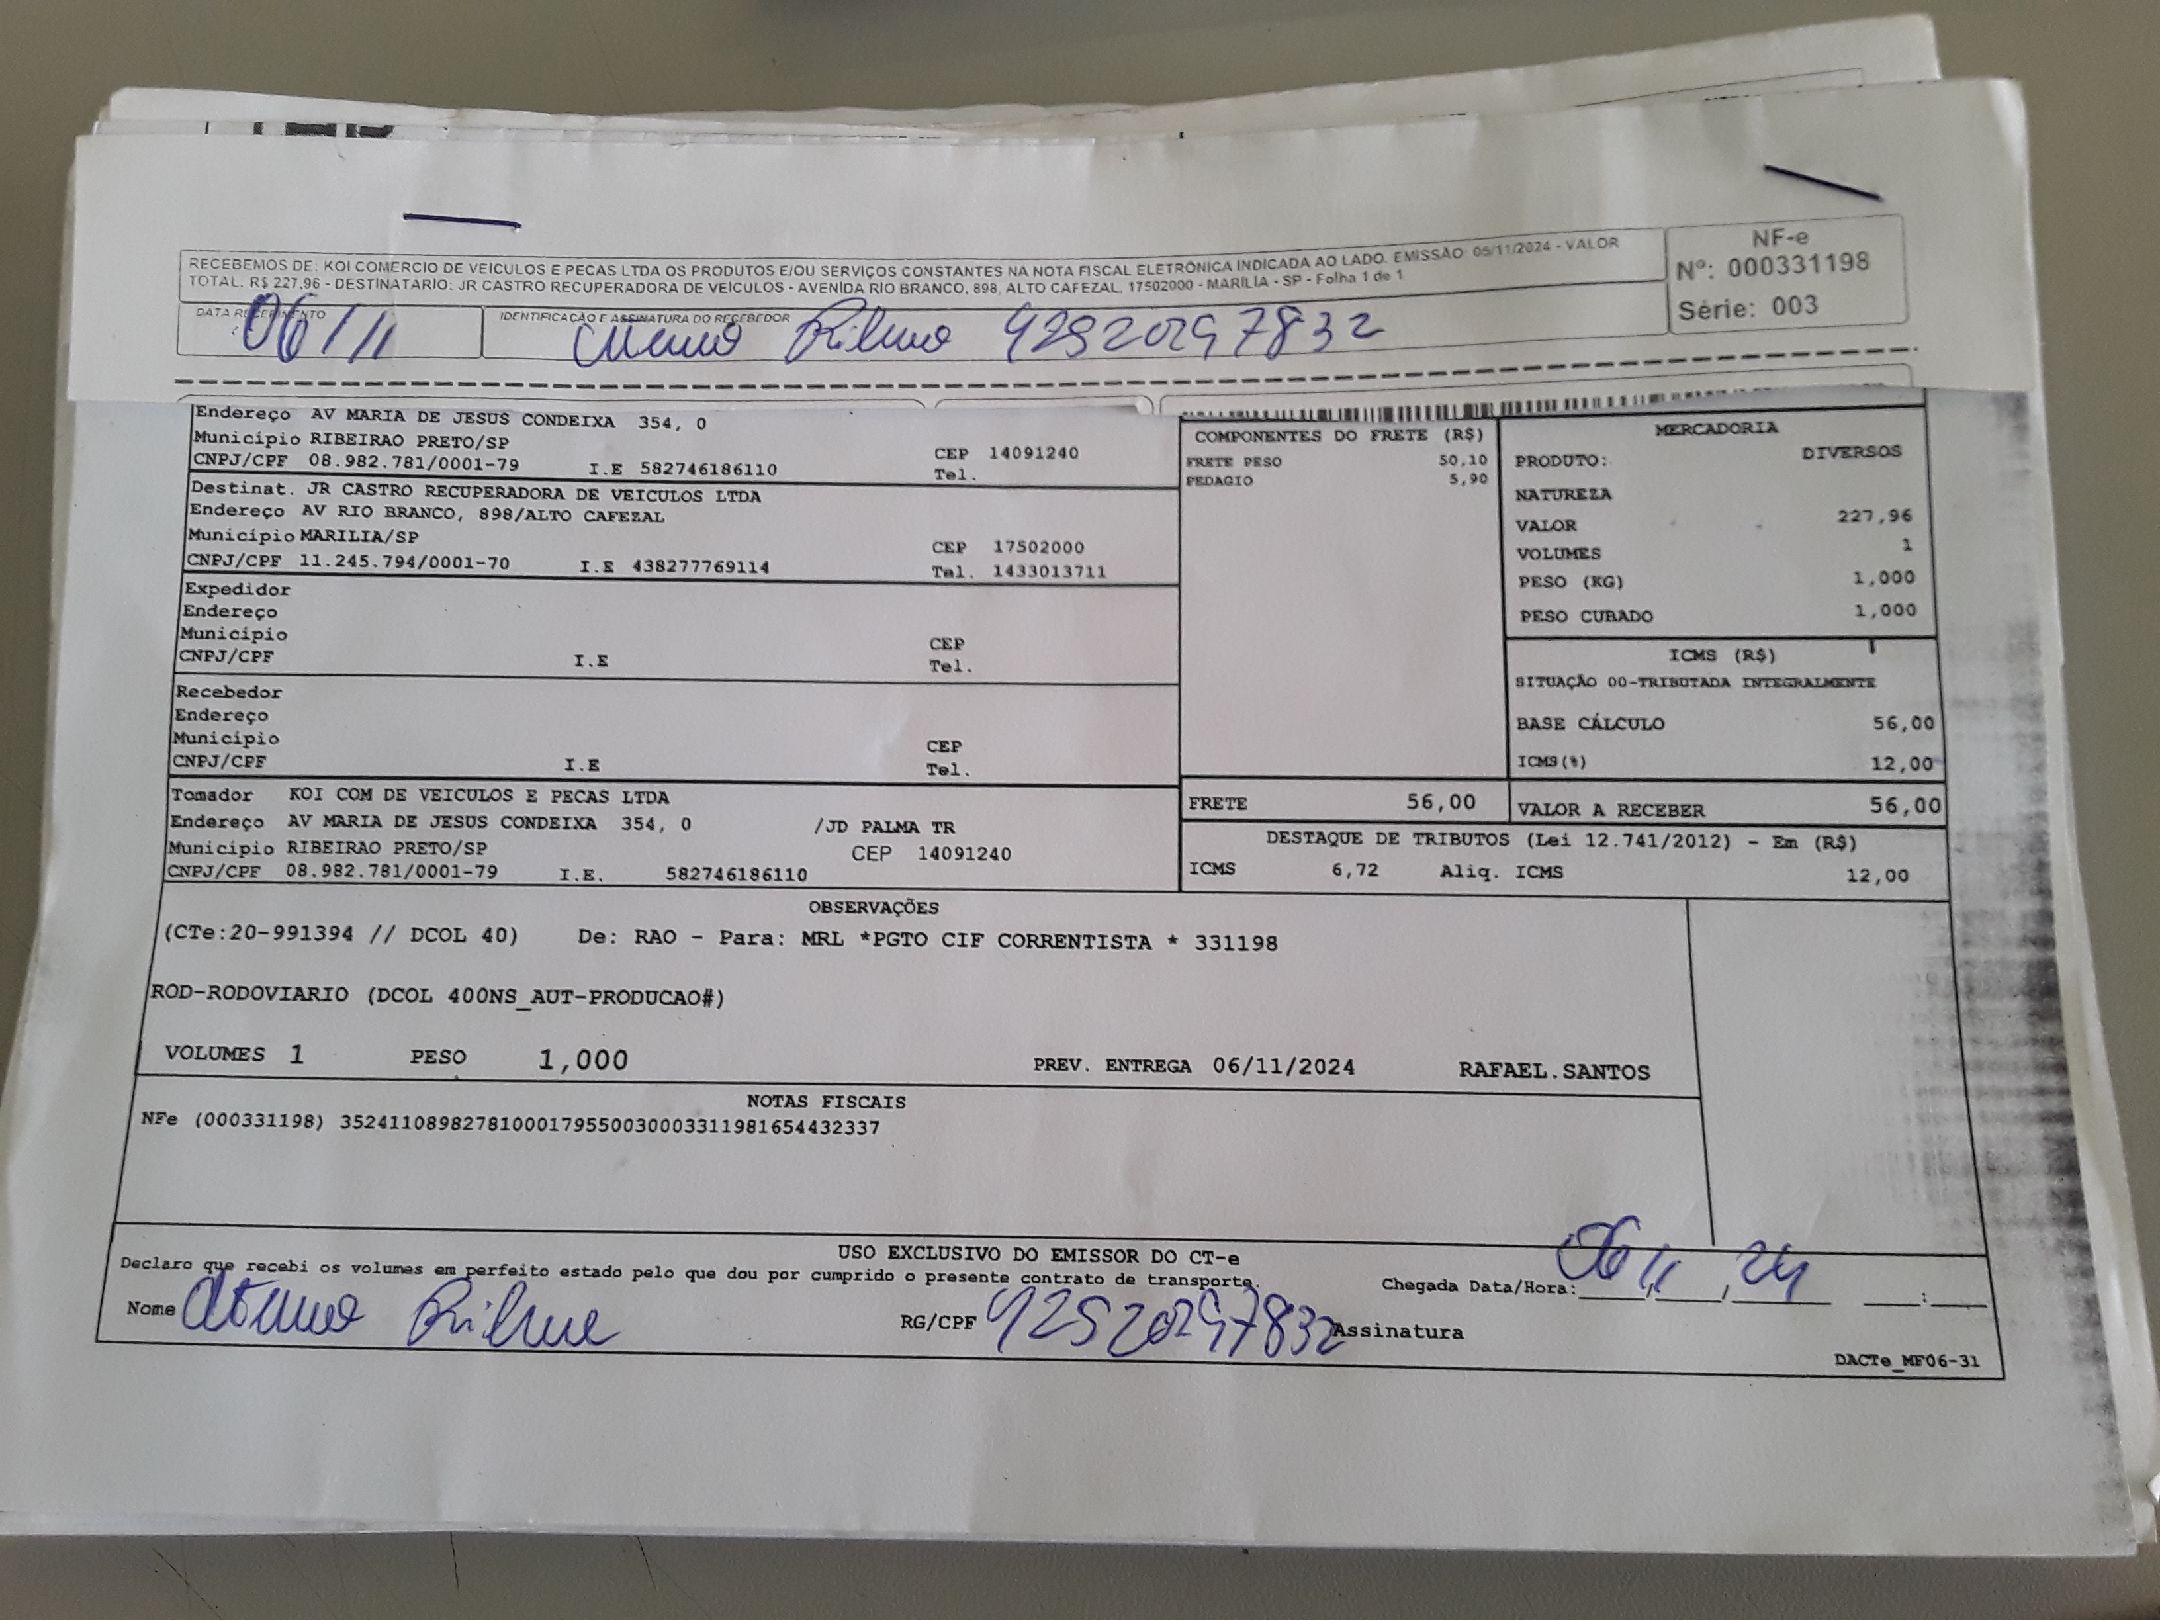 RECEBEMOS DE: KOI COMERCIO DE VEICULOS E PECAS LTDA OS PRODUTOS E/OU SERVIÇOS CONSTANTES NA NOTA FISCAL ELETRÔNICA INDICADA AO LADO. EMISSÃO: 05/11/2024 - VALOR
TOTAL: R$ 227,96 - DESTINATARIO: JR CASTRO RECUPERADORA DE VEÍCULOS - AVENIDA RIO BRANCO, 898, ALTO CAFEZAL, 17502000 - MARILIA - SP - Folha 1 de 1
NF-e
Nº: 000331198
Série: 003
DATA RECEBIMENTO
06/11
IDENTIFICAÇÃO E ASSINATURA DO RECEBEDOR
42520297832
Endereço AV MARIA DE JESUS CONDEIXA 354, 0
Município RIBEIRAO PRETO/SP CEP 14091240
CNPJ/CPF 08.982.781/0001-79 I.E 582746186110 Tel.
Destinat. JR CASTRO RECUPERADORA DE VEICULOS LTDA
Endereço AV RIO BRANCO, 898/ALTO CAFEZAL
Município MARILIA/SP CEP 17502000
CNPJ/CPF 11.245.794/0001-70 I.E 438277769114 Tel. 1433013711
Expedidor
Endereço
Município CEP
CNPJ/CPF I.E Tel.
Recebedor
Endereço
Município CEP
CNPJ/CPF I.E Tel.
Tomador KOI COM DE VEICULOS E PECAS LTDA
Endereço AV MARIA DE JESUS CONDEIXA 354, 0 /JD PALMA TR
Município RIBEIRAO PRETO/SP CEP 14091240
CNPJ/CPF 08.982.781/0001-79 I.E. 582746186110
COMPONENTES DO FRETE (R$)
FRETE PESO 50,10
PEDAGIO 5,90
FRETE 56,00
MERCADORIA
PRODUTO: DIVERSOS
NATUREZA
VALOR 227,96
VOLUMES 1
PESO (KG) 1,000
PESO CUBADO 1,000
ICMS (R$)
SITUAÇÃO 00-TRIBUTADA INTEGRALMENTE
BASE CÁLCULO 56,00
ICMS(%) 12,00
VALOR A RECEBER 56,00
DESTAQUE DE TRIBUTOS (Lei 12.741/2012) - Em (R$)
ICMS 6,72 Aliq. ICMS 12,00
OBSERVAÇÕES
(CTe:20-991394 // DCOL 40) De: RAO - Para: MRL *PGTO CIF CORRENTISTA * 331198
ROD-RODOVIARIO (DCOL 400NS_AUT-PRODUCAO#)
VOLUMES 1 PESO 1,000 PREV. ENTREGA 06/11/2024 RAFAEL.SANTOS
NOTAS FISCAIS
NFe (000331198) 35241108982781000179550030003311981654432337
USO EXCLUSIVO DO EMISSOR DO CT-e
Declaro que recebi os volumes em perfeito estado pelo que dou por cumprido o presente contrato de transporte.
Chegada Data/Hora: 06/11/24 :
Nome RG/CPF 42520297832 Assinatura
DACTe_MF06-31